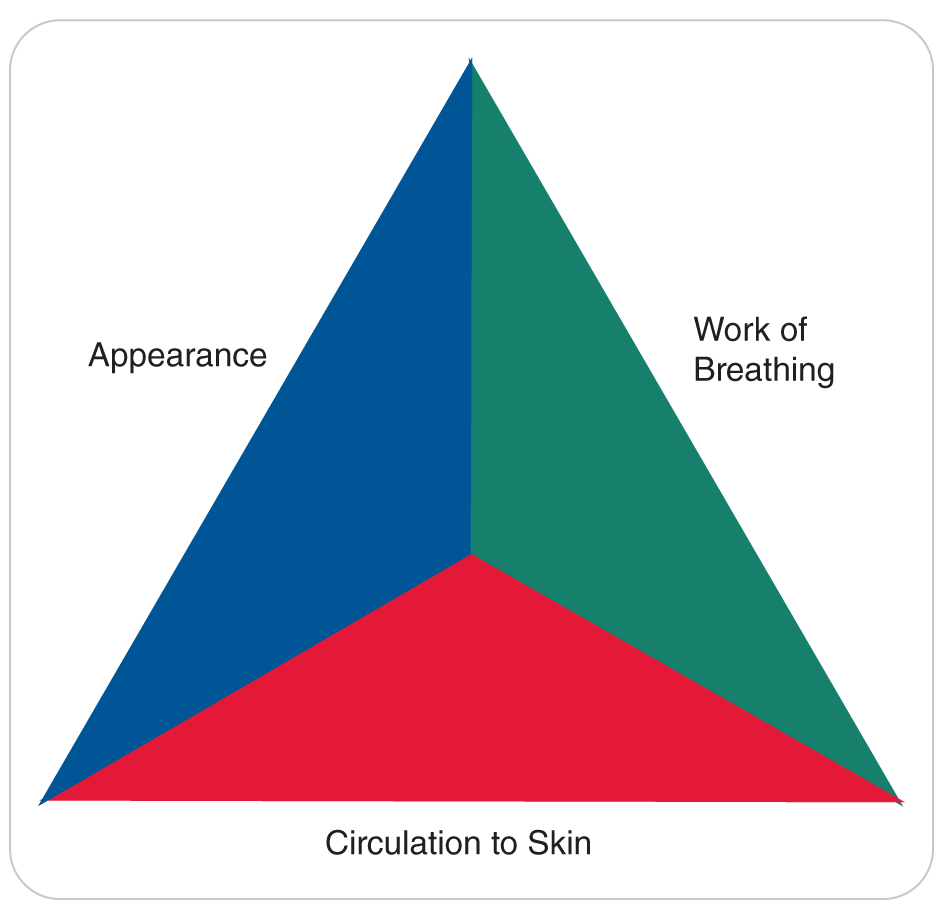 Appearance
Work of
Breathing
Circulation to Skin